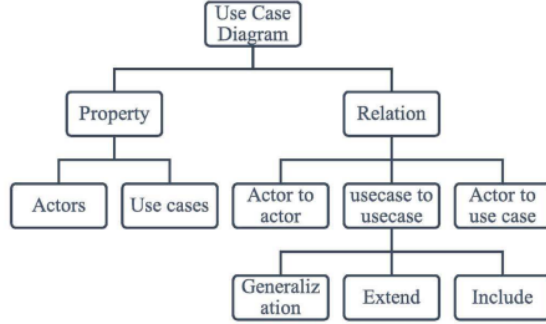 Use Case
Diagram
Property
Relation
Actors
Use cases
Actor to
actor
usecase to
usecase
Actor to
use case
Generaliz
ation
Extend
Include